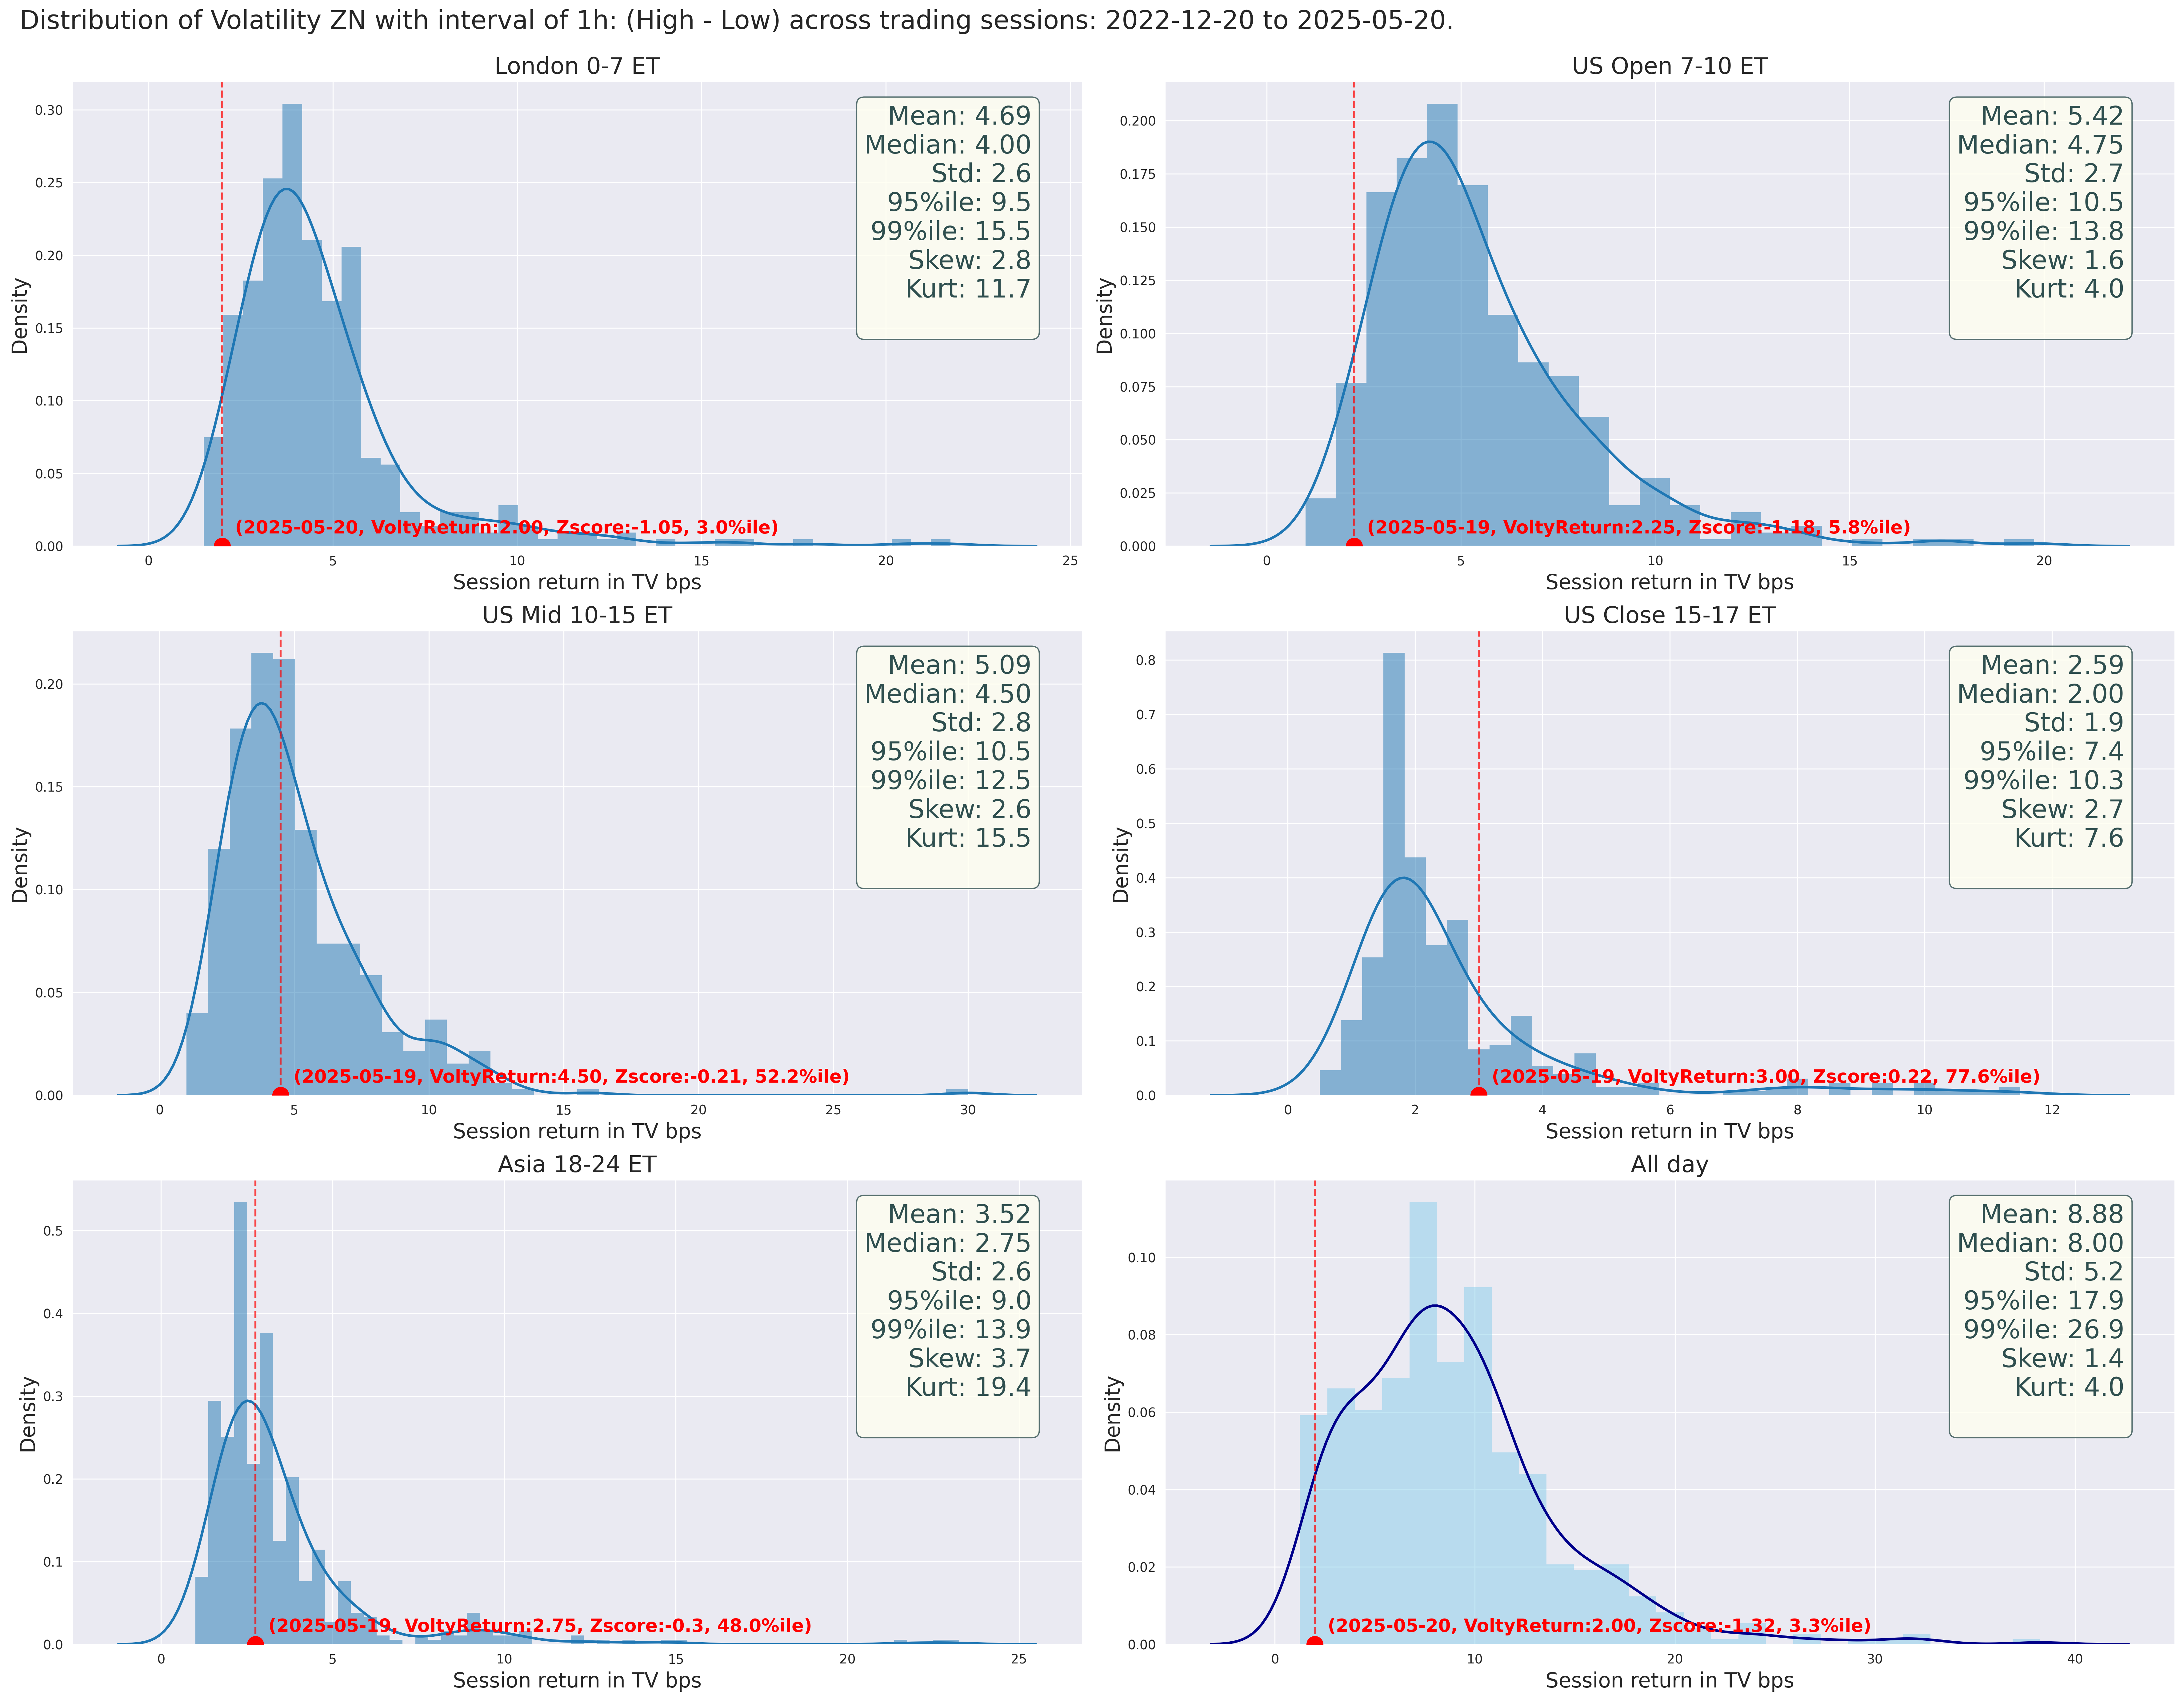 Distribution of Volatility ZN with interval of 1h: (High - Low) across trading sessions: 2022-12-20 to 2025-05-20.
London 0-7 ET
Density
0.30
0.25
0.20
0.15
0.10
0.05
0.00
Mean: 4.69
Median: 4.00
Std: 2.6
95%ile: 9.5
99%ile: 15.5
Skew: 2.8
Kurt: 11.7
(2025-05-20, VoltyReturn:2.00, Zscore:-1.05, 3.0%ile)
0 5 10 15 20 25
Session return in TV bps
US Open 7-10 ET
Density
0.200
0.175
0.150
0.125
0.100
0.075
0.050
0.025
0.000
Mean: 5.42
Median: 4.75
Std: 2.7
95%ile: 10.5
99%ile: 13.8
Skew: 1.6
Kurt: 4.0
(2025-05-19, VoltyReturn:2.25, Zscore:-1.18, 5.8%ile)
0 5 10 15 20
Session return in TV bps
US Mid 10-15 ET
Density
0.20
0.15
0.10
0.05
0.00
Mean: 5.09
Median: 4.50
Std: 2.8
95%ile: 10.5
99%ile: 12.5
Skew: 2.6
Kurt: 15.5
(2025-05-19, VoltyReturn:4.50, Zscore:-0.21, 52.2%ile)
0 5 10 15 20 25 30
Session return in TV bps
US Close 15-17 ET
Density
0.8
0.7
0.6
0.5
0.4
0.3
0.2
0.1
0.0
Mean: 2.59
Median: 2.00
Std: 1.9
95%ile: 7.4
99%ile: 10.3
Skew: 2.7
Kurt: 7.6
(2025-05-19, VoltyReturn:3.00, Zscore:0.22, 77.6%ile)
0 2 4 6 8 10 12
Session return in TV bps
Asia 18-24 ET
Density
0.5
0.4
0.3
0.2
0.1
0.0
Mean: 3.52
Median: 2.75
Std: 2.6
95%ile: 9.0
99%ile: 13.9
Skew: 3.7
Kurt: 19.4
(2025-05-19, VoltyReturn:2.75, Zscore:-0.3, 48.0%ile)
0 5 10 15 20 25
Session return in TV bps
All day
Density
0.10
0.08
0.06
0.04
0.02
0.00
Mean: 8.88
Median: 8.00
Std: 5.2
95%ile: 17.9
99%ile: 26.9
Skew: 1.4
Kurt: 4.0
(2025-05-20, VoltyReturn:2.00, Zscore:-1.32, 3.3%ile)
0 10 20 30 40
Session return in TV bps